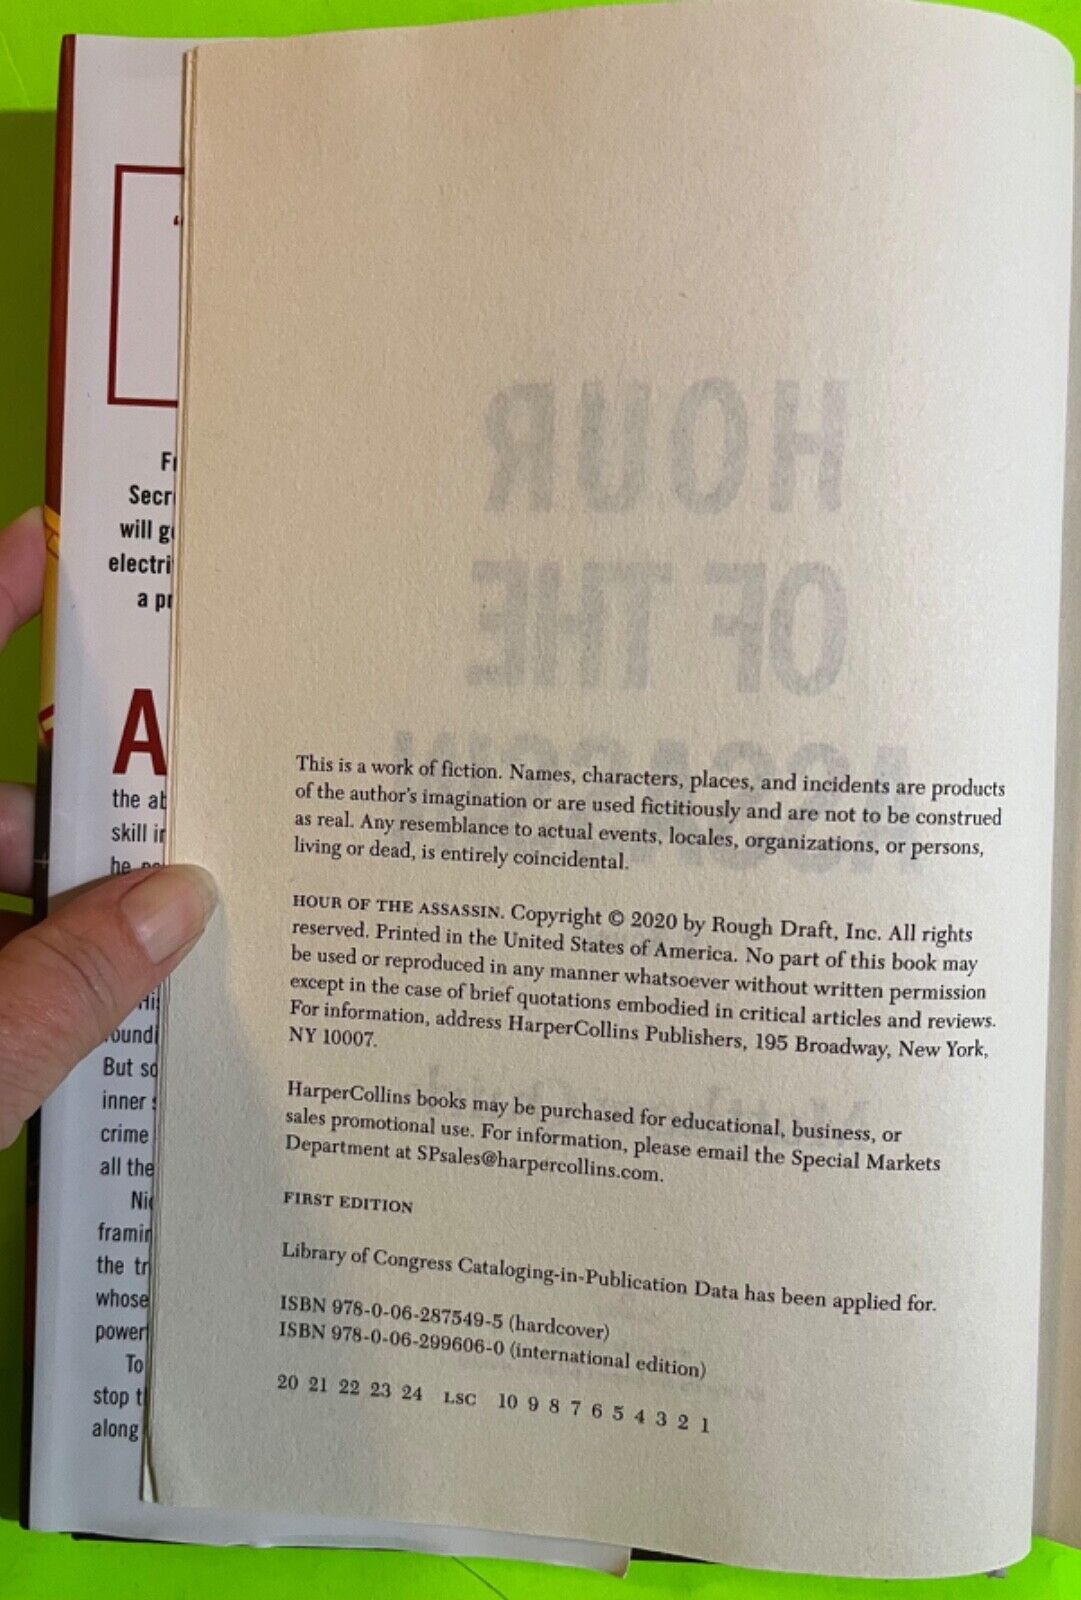 “
Fr
Secr
will g
electri
a pr
A
the ab
skill in
he
His
ound
But so
inner s
crime
all the
Nic
framin
the tr
whose
power
To
stop t
along
HOUR
OF THE
ASSASSIN
This is a work of fiction. Names, characters, places, and incidents are products
of the author's imagination or are used fictitiously and are not to be construed
as real. Any resemblance to actual events, locales, organizations, or persons,
living or dead, is entirely coincidental.
HOUR OF THE ASSASSIN. Copyright © 2020 by Rough Draft, Inc. All rights
reserved. Printed in the United States of America. No part of this book may
be used or reproduced in any manner whatsoever without written permission
except in the case of brief quotations embodied in critical articles and reviews.
For information, address HarperCollins Publishers, 195 Broadway, New York,
NY 10007.
HarperCollins books may be purchased for educational, business, or
sales promotional use. For information, please email the Special Markets
Department at SPsales@harpercollins.com.
FIRST EDITION
Library of Congress Cataloging-in-Publication Data has been applied for.
ISBN 978-0-06-287549-5 (hardcover)
ISBN 978-0-06-299606-0 (international edition)
20 21 22 23 24 LSC 10 9 8 7 6 5 4 3 2 1